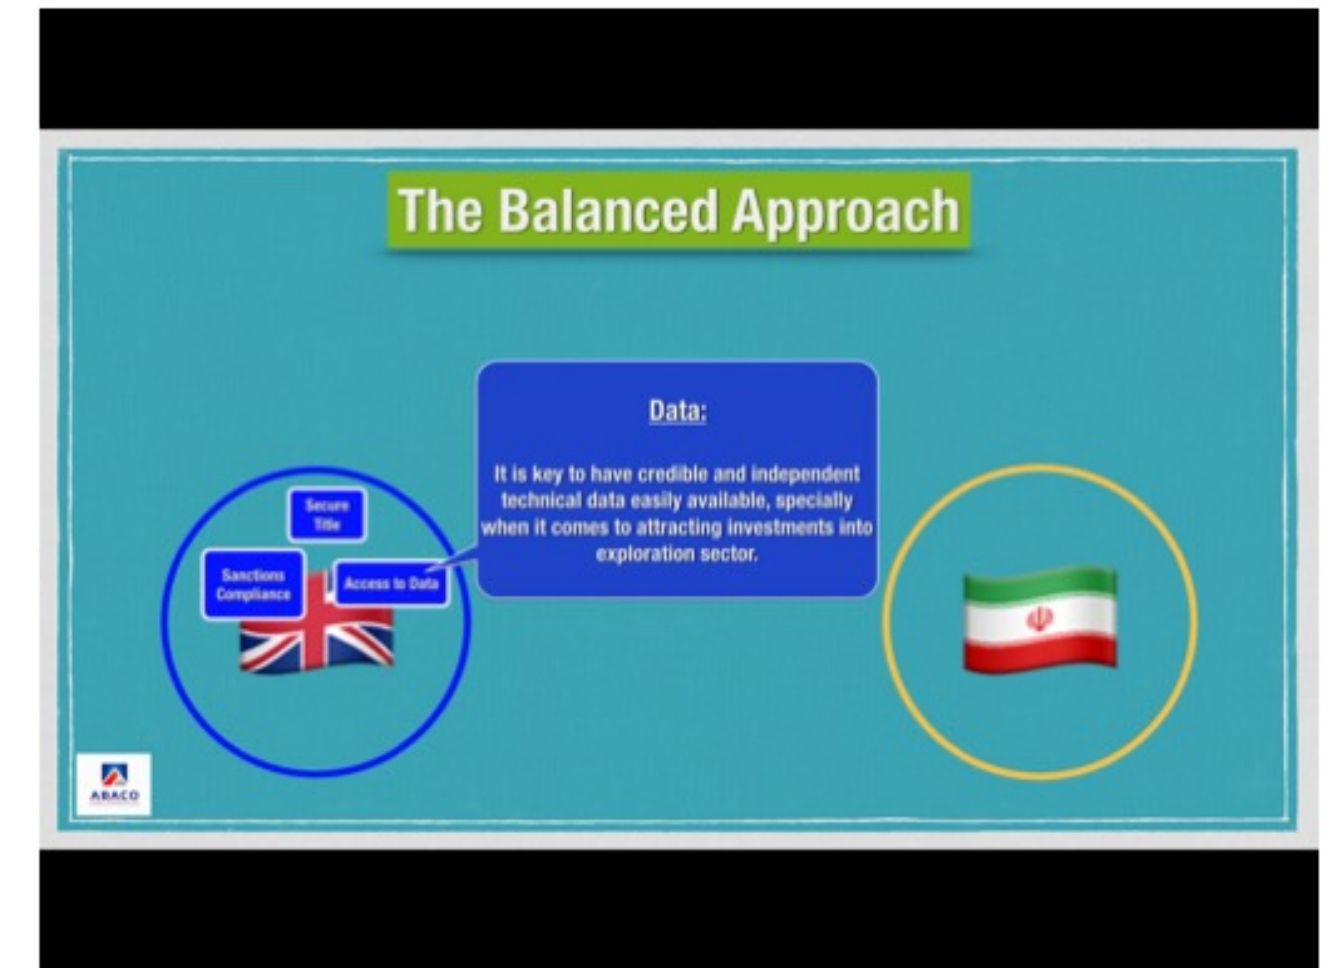 The Balanced Approach
Data:
It is key to have credible and independent
technical data easily available, specially
when it comes to attracting investments into
exploration sector.
Secure
Title
Sanctions
Compliance
Access to Data
ABACO